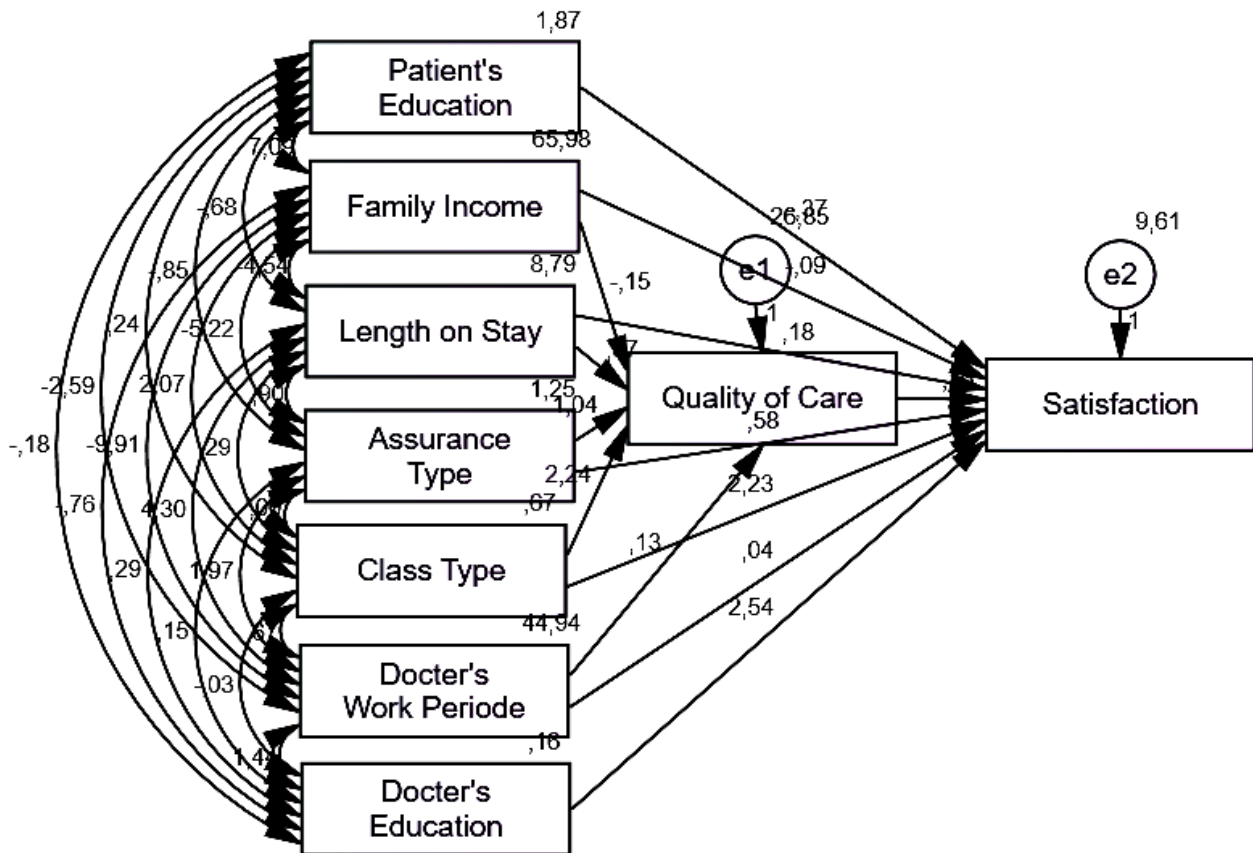 1,87
Patient's
Education
65,98
7,09
Family Income
-,68
26,85
9,61
e1
e2
-,09
8,79
-4,54
-,85
-,15
1
1
Length on Stay
,18
,24
-5,22
Quality of Care
Satisfaction
1,25
1,04
-2,59
2,07
,90
Assurance
Type
,58
-,18
-9,91
,29
2,24
2,23
,67
-,76
4,30
Class Type
,13
,04
,29
1,97
2,54
44,94
,15
Docter's
Work Periode
-,03
,16
Docter's
Education